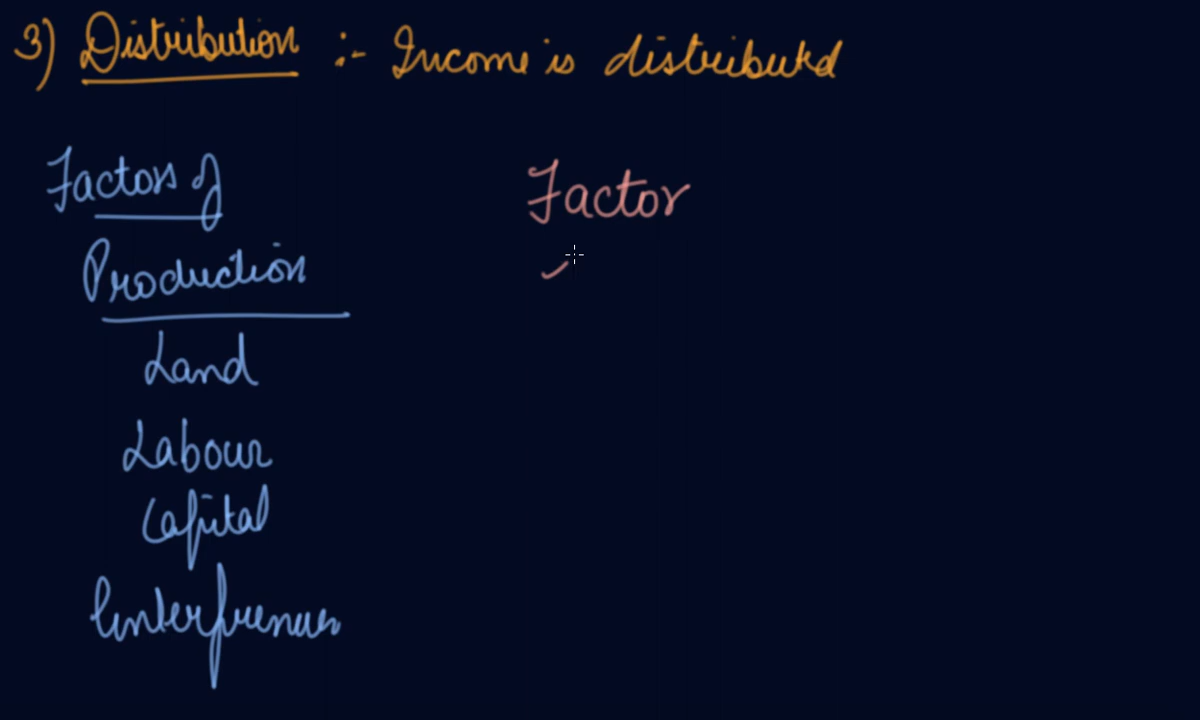 3) Distribution :- Income is distributed
Factors of
Production
Land
Labour
Capital
Enterpreneur
Factor